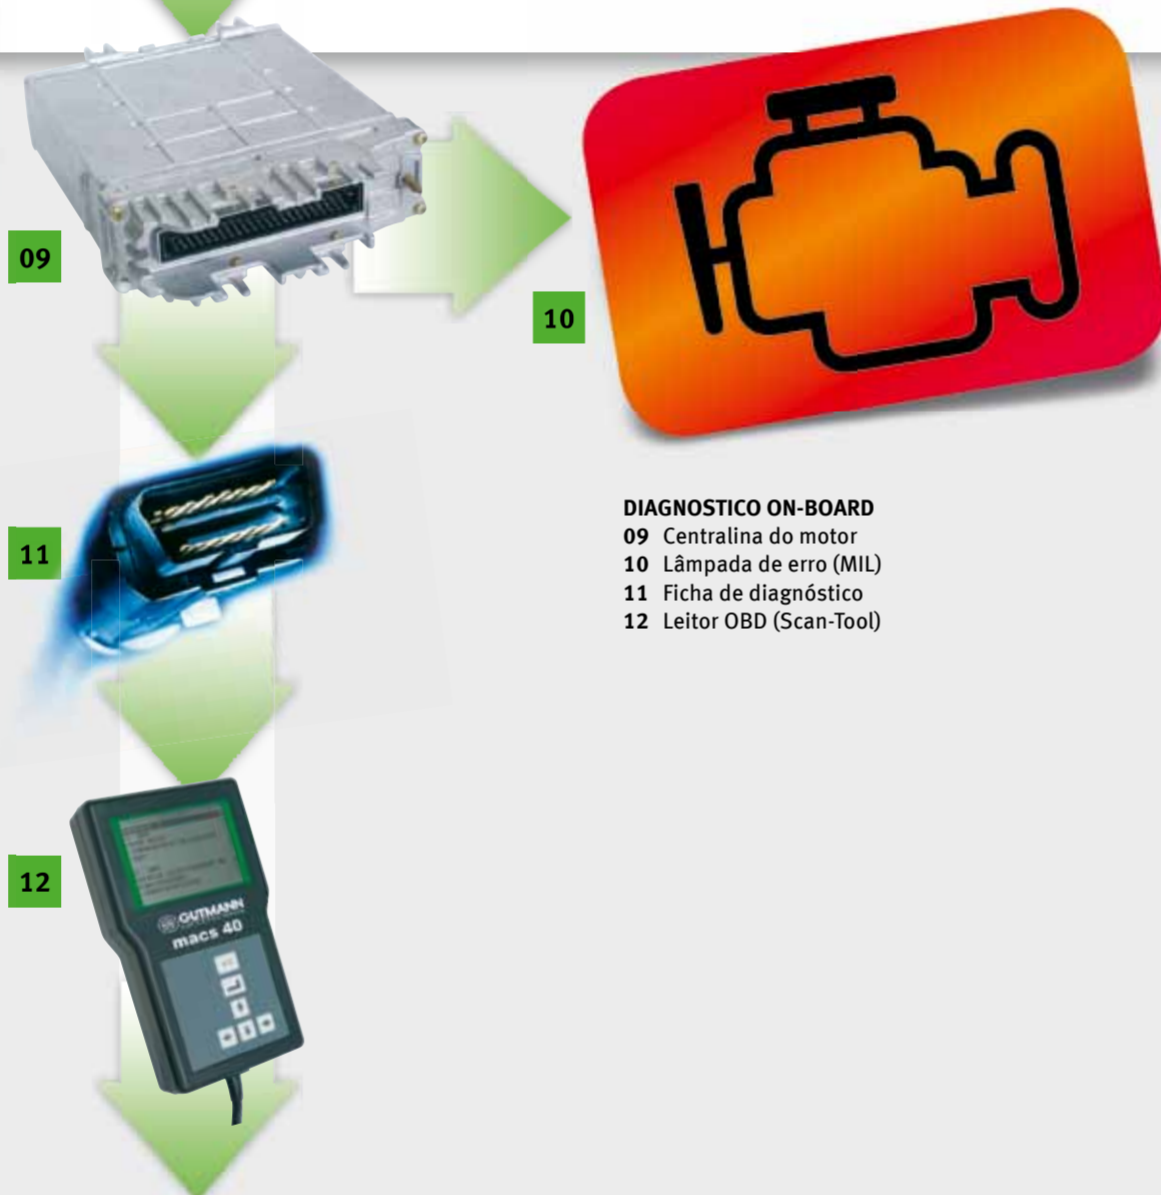 09
10
DIAGNOSTICO ON-BOARD
09 Centralina do motor
10 Lâmpada de erro (MIL)
11 Ficha de diagnóstico
12 Leitor OBD (Scan-Tool)
11
12
GUTMANN
macs 40